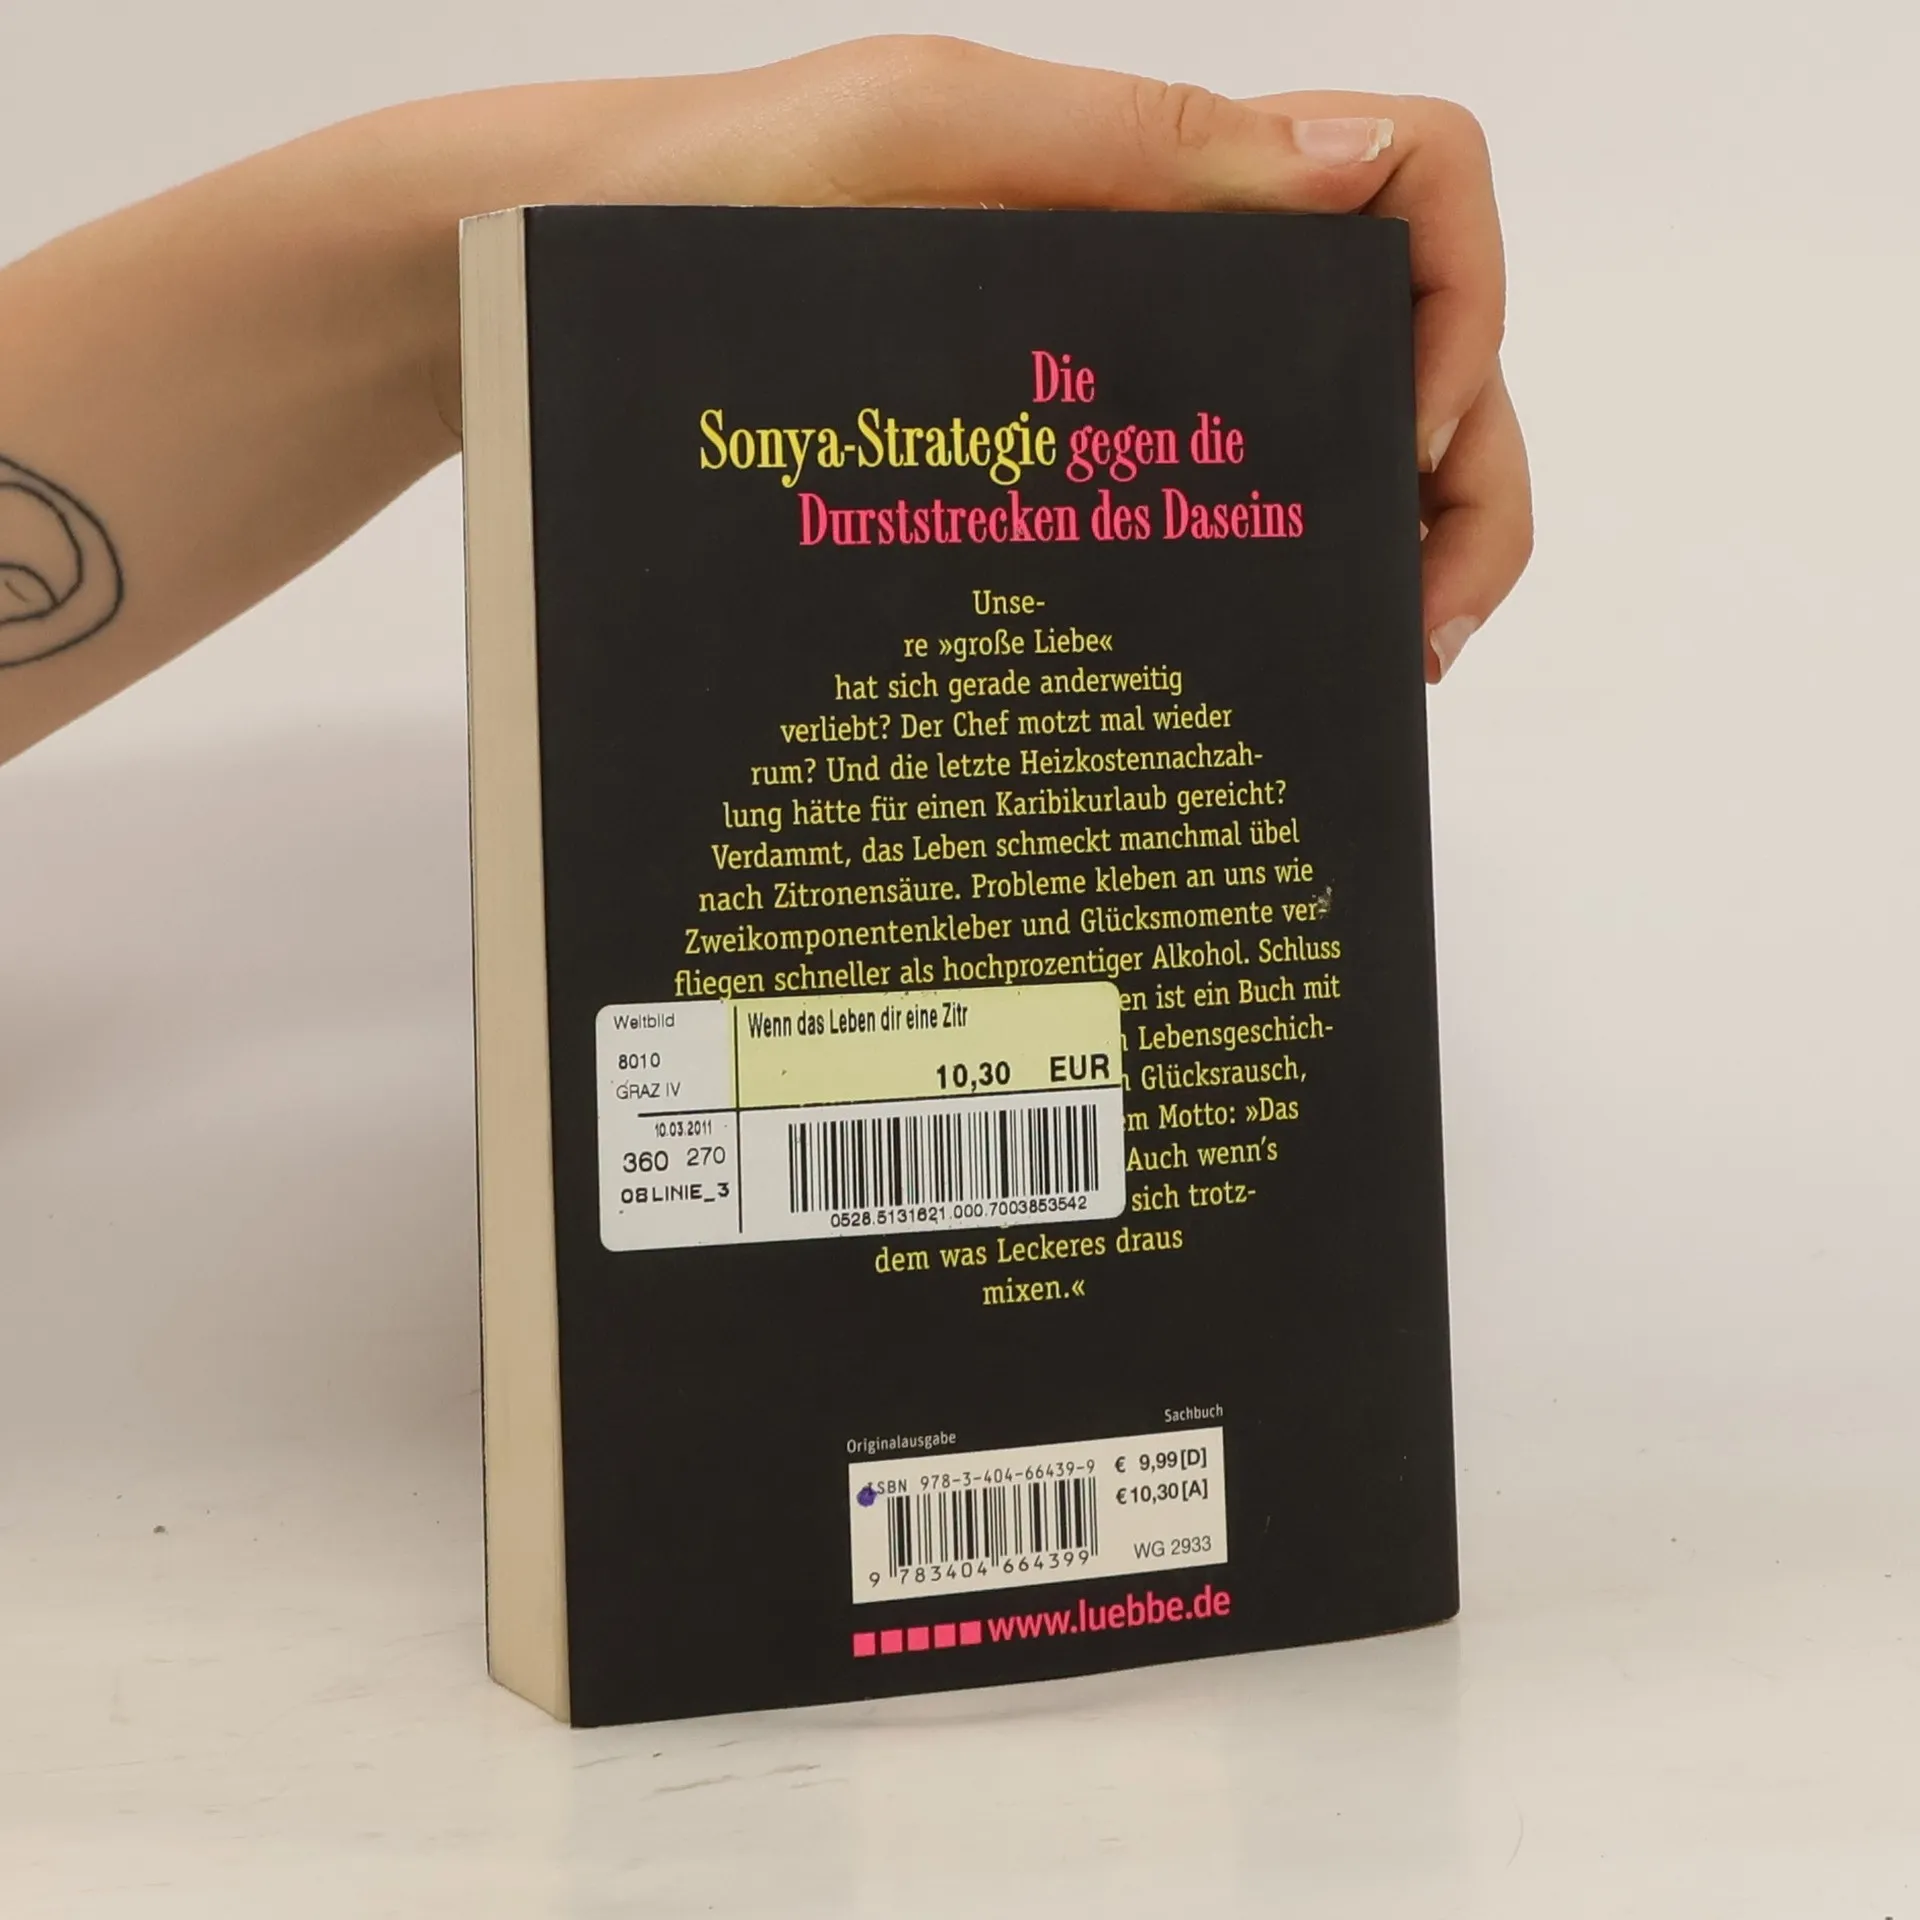 Die
Sonya-Strategie gegen die
Durststrecken des Daseins
Unse-
re »große Liebe«
hat sich gerade anderweitig
verliebt? Der Chef motzt mal wieder
rum? Und die letzte Heizkostennachzah-
lung hätte für einen Karibikurlaub gereicht?
Verdammt, das Leben schmeckt manchmal übel
nach Zitronensäure. Probleme kleben an uns wie
Zweikomponentenkleber und Glücksmomente ver-
fliegen schneller als hochprozentiger Alkohol. Schluss
en ist ein Buch mit
Lebensgeschich-
Glücksrausch,
em Motto: »Das
Auch wenn's
sich trotz-
dem was Leckeres draus
mixen.«
Weltbild
8010
GRAZ IV
10.03.2011
360 270
08LINIE_3
Wenn das Leben dir eine Zitr
10,30 EUR
0528.5131621.000.7003853542
Originalausgabe
Sachbuch
ISBN 978-3-404-66439-9
€ 9,99[D]
€10,30[A]
WG 2933
9 783404 664399
www.luebbe.de